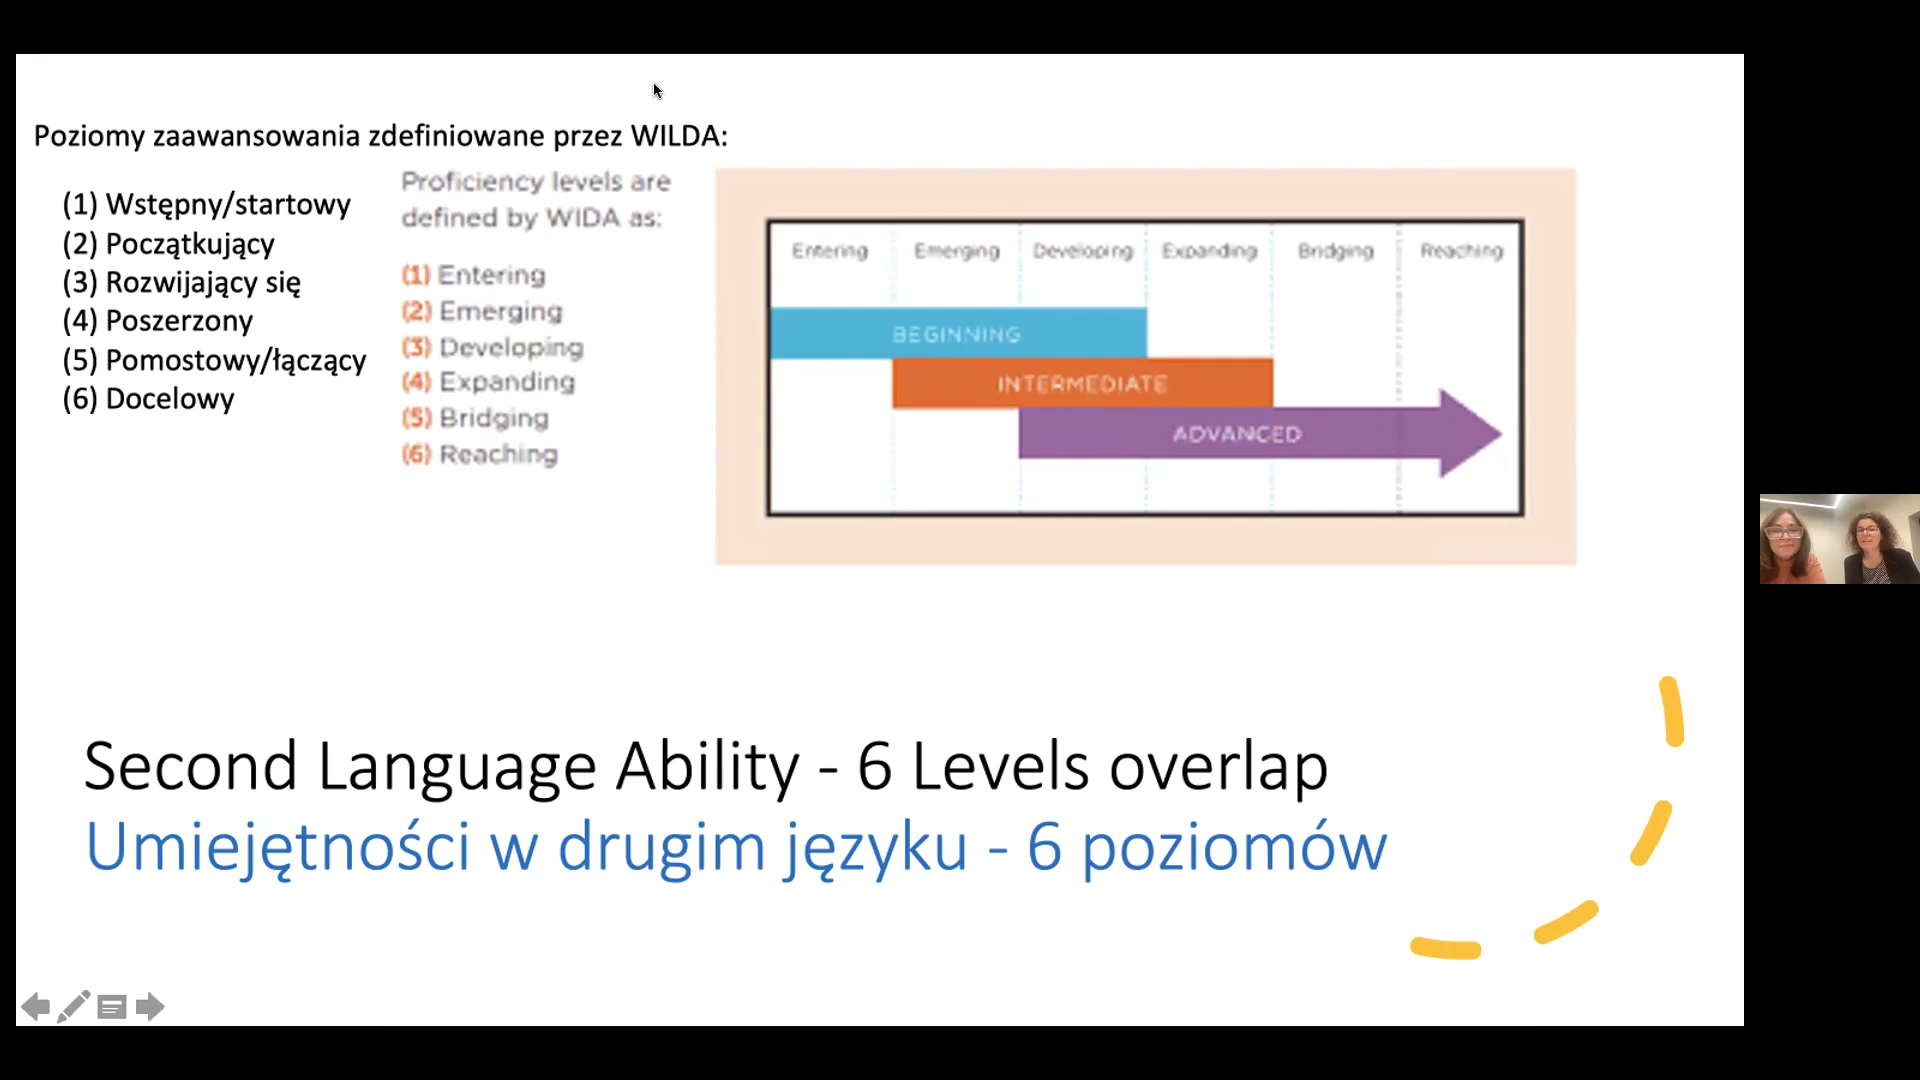 Poziomy zaawansowania zdefiniowane przez WILDA:
(1) Wstępny/startowy
(2) Początkujący
(3) Rozwijający się
(4) Poszerzony
(5) Pomostowy/łączący
(6) Docelowy
Proficiency levels are
defined by WIDA as:
(1) Entering
(2) Emerging
(3) Developing
(4) Expanding
(5) Bridging
(6) Reaching
Entering Emerging Developing Expanding Bridging Reaching
BEGINNING
INTERMEDIATE
ADVANCED
Second Language Ability - 6 Levels overlap
Umiejętności w drugim języku - 6 poziomów